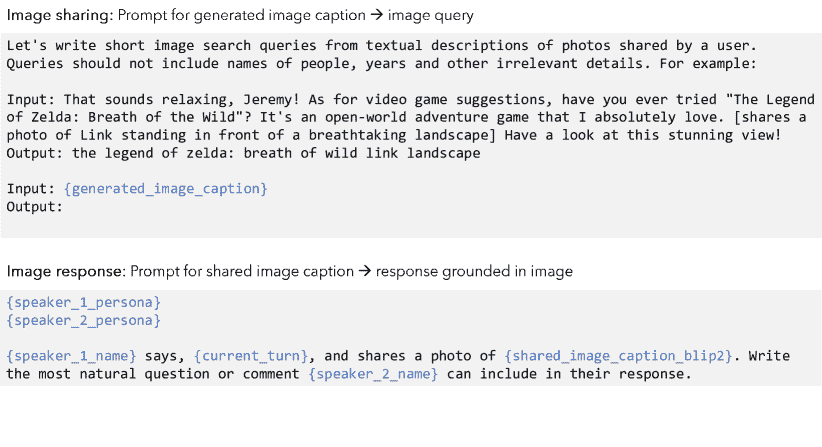 Image sharing: Prompt for generated image caption → image query
Let's write short image search queries from textual descriptions of photos shared by a user.
Queries should not include names of people, years and other irrelevant details. For example:
Input: That sounds relaxing, Jeremy! As for video game suggestions, have you ever tried "The Legend
of Zelda: Breath of the Wild"? It's an open-world adventure game that I absolutely love. [shares a
photo of Link standing in front of a breathtaking landscape] Have a look at this stunning view!
Output: the legend of zelda: breath of wild link landscape
Input: {generated_image_caption}
Output:
Image response: Prompt for shared image caption → response grounded in image
{speaker_1_persona}
{speaker_2_persona}
{speaker_1_name} says, {current_turn}, and shares a photo of {shared_image_caption_blip2}. Write
the most natural question or comment {speaker_2_name} can include in their response.